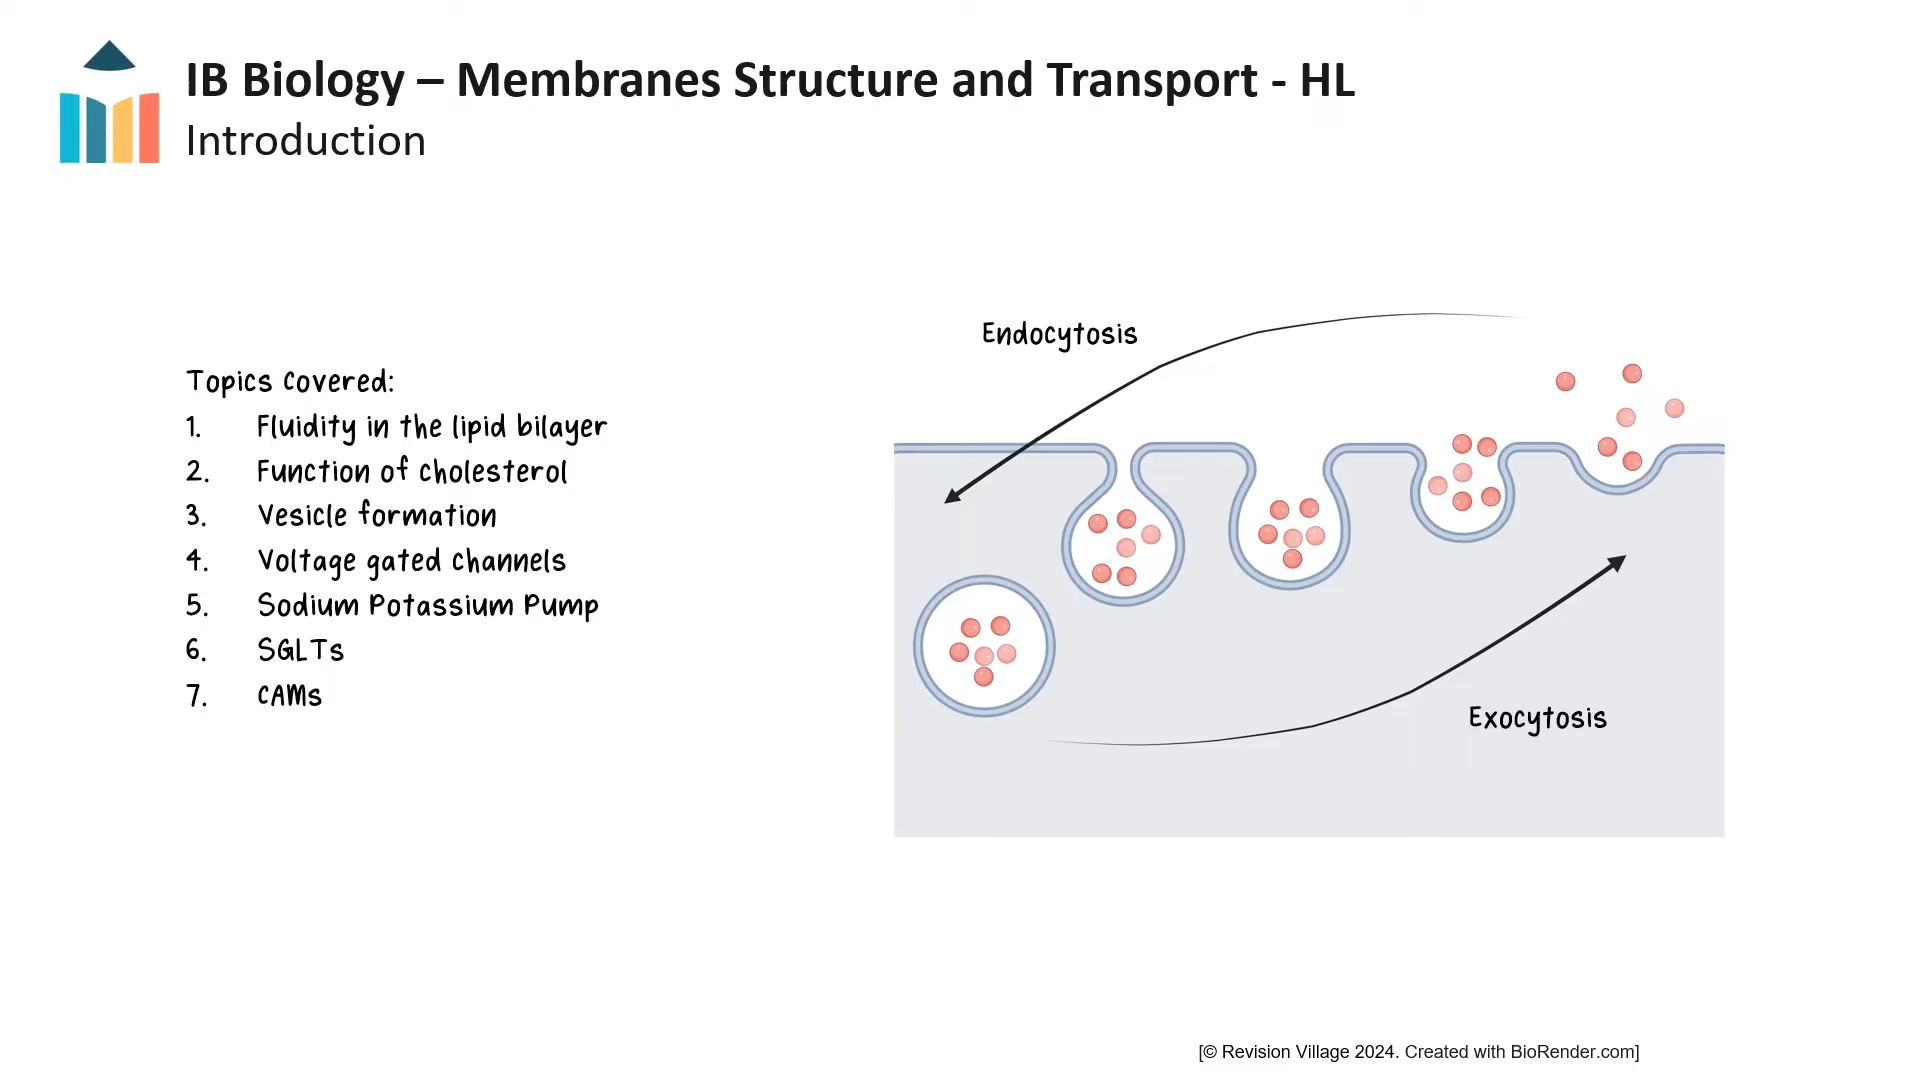 IB Biology – Membranes Structure and Transport - HL
Introduction
Topics Covered:
1. Fluidity in the lipid bilayer
2. Function of cholesterol
3. Vesicle formation
4. Voltage gated channels
5. Sodium Potassium Pump
6. SGLTs
7. CAMs
Endocytosis
Exocytosis
[© Revision Village 2024. Created with BioRender.com]